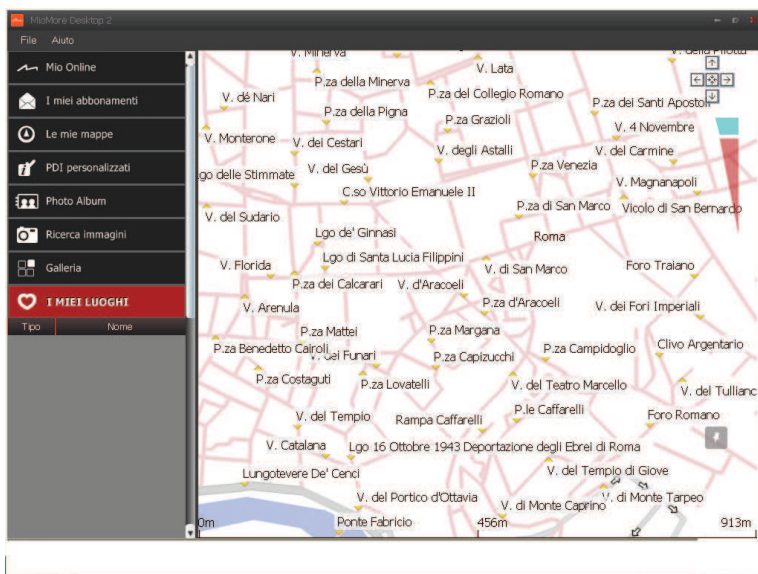 MioMore Desktop 2
File Aiuto
Mio Online
I miei abbonamenti
Le mie mappe
PDI personalizzati
Photo Album
Ricerca immagini
Galleria
I MIEI LUOGHI
Tipo Nome
V. Minerva
V. della Pilotta
V. Lata
P.za della Minerva
V. dé Nari
P.za del Collegio Romano
P.za dei Santi Apostoli
P.za della Pigna
P.za Grazioli
V. 4 Novembre
V. Monterone
V. dei Cestari
V. degli Astalli
V. del Carmine
P.za Venezia
go delle Stimmate
V. del Gesù
V. Magnanapoli
C.so Vittorio Emanuele II
P.za di San Marco
Vicolo di San Bernardo
V. del Sudario
Lgo de' Ginnasi
Roma
Lgo di Santa Lucia Filippini
V. Florida
V. di San Marco
Foro Traiano
P.za dei Calcarari
V. d'Aracoeli
V. Arenula
P.za d'Aracoeli
V. dei Fori Imperiali
P.za Mattei
P.za Margana
P.za Benedetto Cairoli
V. dei Funari
P.za Capizucchi
P.za Campidoglio
Clivo Argentario
P.za Costaguti
P.za Lovatelli
V. del Teatro Marcello
V. del Tullianc
V. del Tempio
Rampa Caffarelli
P.le Caffarelli
Foro Romano
V. Catalana
Lgo 16 Ottobre 1943 Deportazione degli Ebrei di Roma
Lungotevere De' Cenci
V. del Tempio di Giove
V. del Portico d'Ottavia
V. di Monte Caprino
V. di Monte Tarpeo
Ponte Fabricio
0m
456m
913m